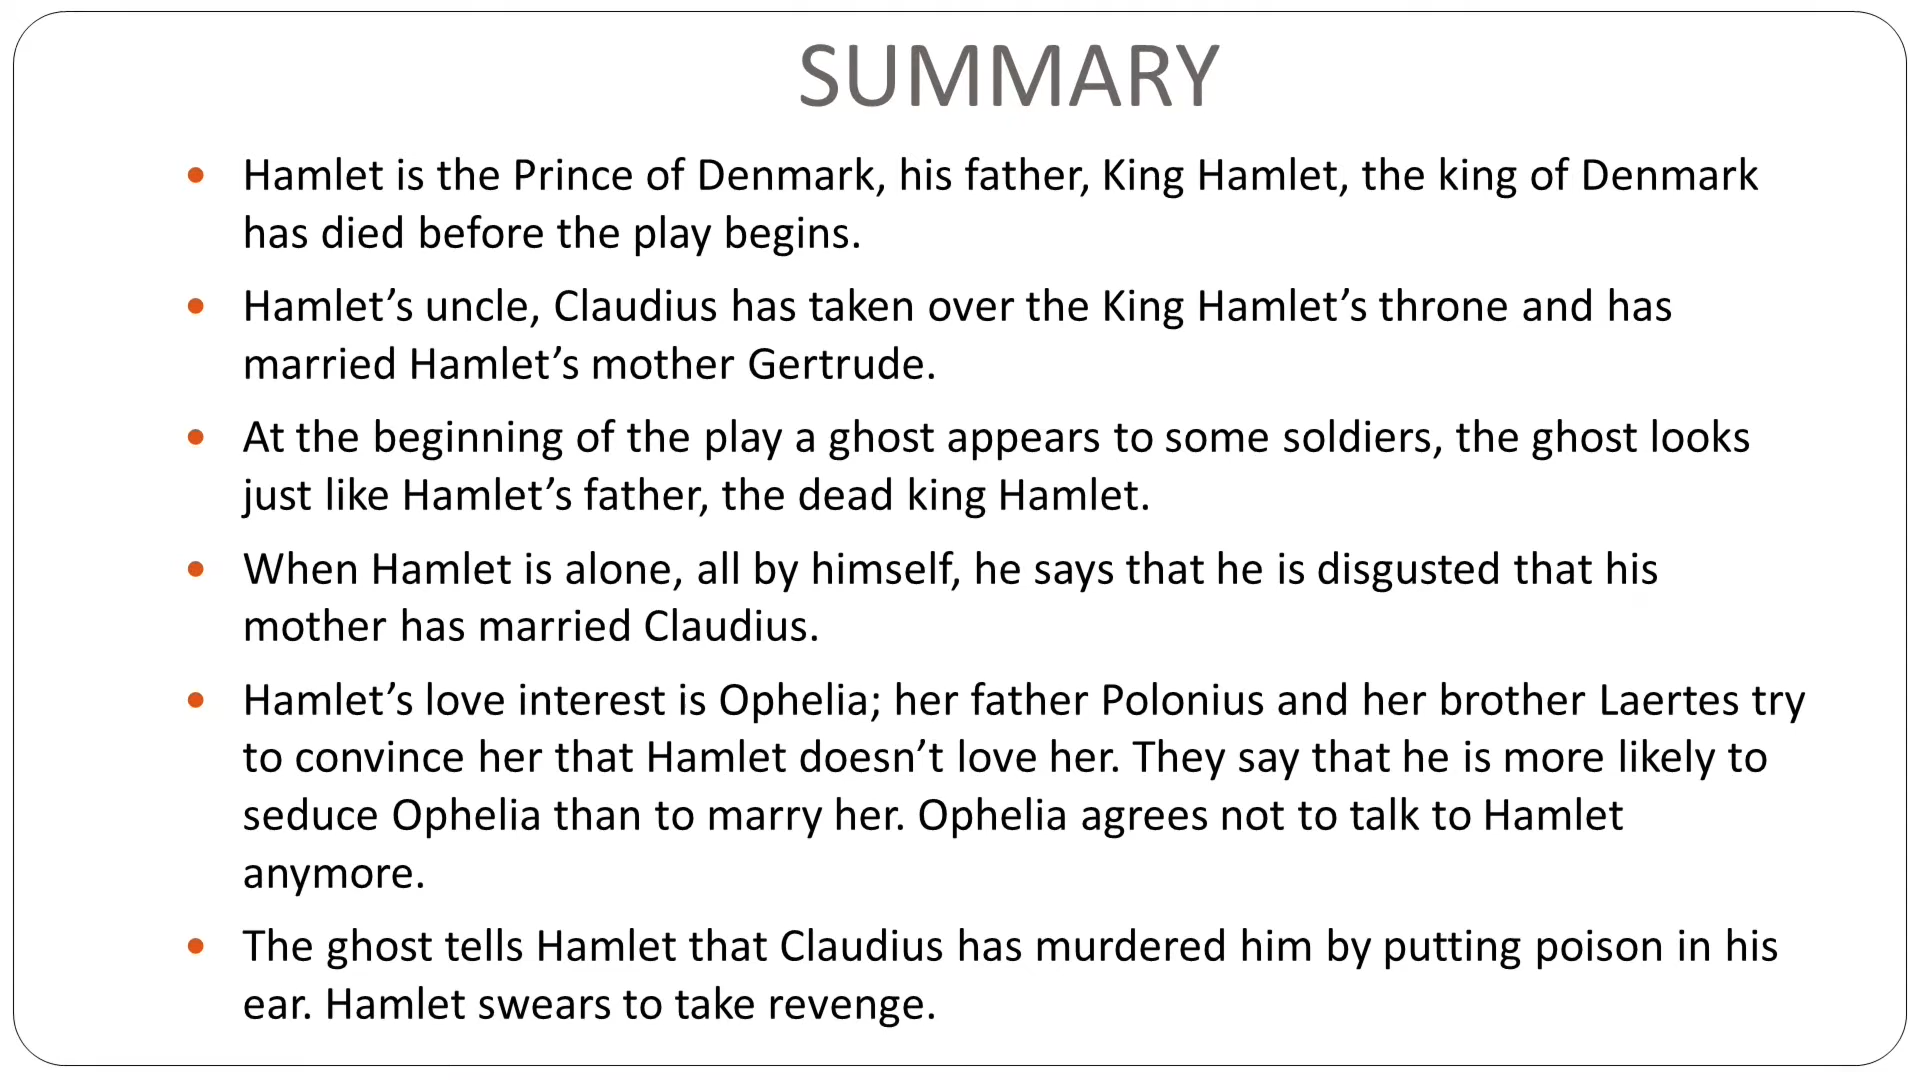 SUMMARY
• Hamlet is the Prince of Denmark, his father, King Hamlet, the king of Denmark
has died before the play begins.
• Hamlet’s uncle, Claudius has taken over the King Hamlet’s throne and has
married Hamlet’s mother Gertrude.
• At the beginning of the play a ghost appears to some soldiers, the ghost looks
just like Hamlet’s father, the dead king Hamlet.
• When Hamlet is alone, all by himself, he says that he is disgusted that his
mother has married Claudius.
• Hamlet’s love interest is Ophelia; her father Polonius and her brother Laertes try
to convince her that Hamlet doesn’t love her. They say that he is more likely to
seduce Ophelia than to marry her. Ophelia agrees not to talk to Hamlet
anymore.
• The ghost tells Hamlet that Claudius has murdered him by putting poison in his
ear. Hamlet swears to take revenge.